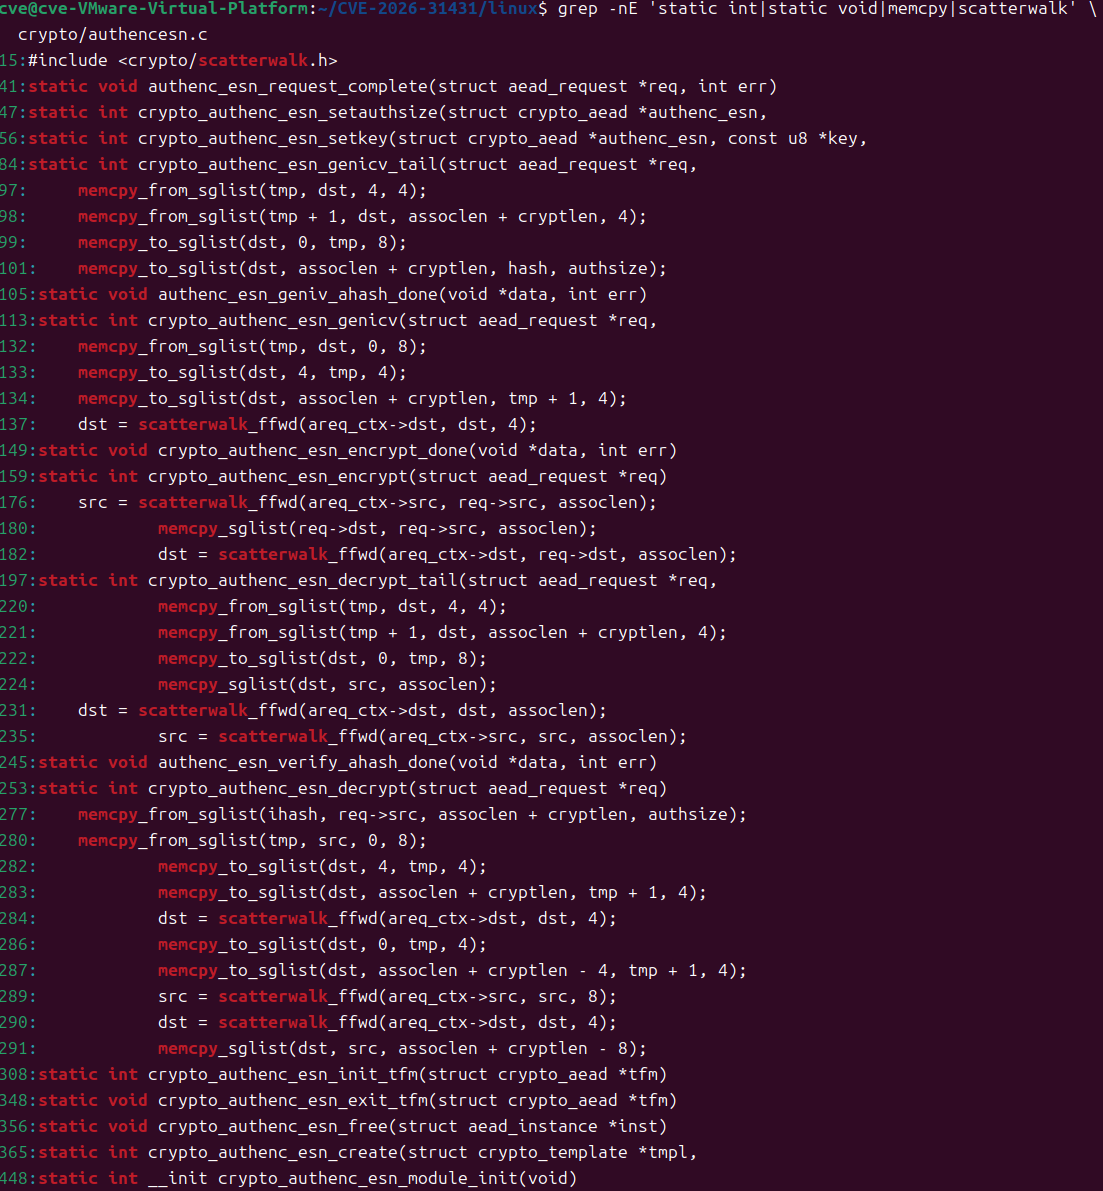 cve@cve-VMware-Virtual-Platform:~/CVE-2026-31431/linux$ grep -nE 'static int|static void|memcpy|scatterwalk' \
  crypto/authencesn.c
15:#include <crypto/scatterwalk.h>
41:static void authenc_esn_request_complete(struct aead_request *req, int err)
47:static int crypto_authenc_esn_setauthsize(struct crypto_aead *authenc_esn,
56:static int crypto_authenc_esn_setkey(struct crypto_aead *authenc_esn, const u8 *key,
84:static int crypto_authenc_esn_genicv_tail(struct aead_request *req,
97:	memcpy_from_sglist(tmp, dst, 4, 4);
98:	memcpy_from_sglist(tmp + 1, dst, assoclen + cryptlen, 4);
99:	memcpy_to_sglist(dst, 0, tmp, 8);
101:	memcpy_to_sglist(dst, assoclen + cryptlen, hash, authsize);
105:static void authenc_esn_geniv_ahash_done(void *data, int err)
113:static int crypto_authenc_esn_genicv(struct aead_request *req,
132:	memcpy_from_sglist(tmp, dst, 0, 8);
133:	memcpy_to_sglist(dst, 4, tmp, 4);
134:	memcpy_to_sglist(dst, assoclen + cryptlen, tmp + 1, 4);
137:	dst = scatterwalk_ffwd(areq_ctx->dst, dst, 4);
149:static void crypto_authenc_esn_encrypt_done(void *data, int err)
159:static int crypto_authenc_esn_encrypt(struct aead_request *req)
176:	src = scatterwalk_ffwd(areq_ctx->src, req->src, assoclen);
180:		memcpy_sglist(req->dst, req->src, assoclen);
182:		dst = scatterwalk_ffwd(areq_ctx->dst, req->dst, assoclen);
197:static int crypto_authenc_esn_decrypt_tail(struct aead_request *req,
220:		memcpy_from_sglist(tmp, dst, 4, 4);
221:		memcpy_from_sglist(tmp + 1, dst, assoclen + cryptlen, 4);
222:		memcpy_to_sglist(dst, 0, tmp, 8);
224:		memcpy_sglist(dst, src, assoclen);
231:	dst = scatterwalk_ffwd(areq_ctx->dst, dst, assoclen);
235:		src = scatterwalk_ffwd(areq_ctx->src, src, assoclen);
245:static void authenc_esn_verify_ahash_done(void *data, int err)
253:static int crypto_authenc_esn_decrypt(struct aead_request *req)
277:	memcpy_from_sglist(ihash, req->src, assoclen + cryptlen, authsize);
280:	memcpy_from_sglist(tmp, src, 0, 8);
282:		memcpy_to_sglist(dst, 4, tmp, 4);
283:		memcpy_to_sglist(dst, assoclen + cryptlen, tmp + 1, 4);
284:		dst = scatterwalk_ffwd(areq_ctx->dst, dst, 4);
286:		memcpy_to_sglist(dst, 0, tmp, 4);
287:		memcpy_to_sglist(dst, assoclen + cryptlen - 4, tmp + 1, 4);
289:		src = scatterwalk_ffwd(areq_ctx->src, src, 8);
290:		dst = scatterwalk_ffwd(areq_ctx->dst, dst, 4);
291:		memcpy_sglist(dst, src, assoclen + cryptlen - 8);
308:static int crypto_authenc_esn_init_tfm(struct crypto_aead *tfm)
348:static void crypto_authenc_esn_exit_tfm(struct crypto_aead *tfm)
356:static void crypto_authenc_esn_free(struct aead_instance *inst)
365:static int crypto_authenc_esn_create(struct crypto_template *tmpl,
448:static int __init crypto_authenc_esn_module_init(void)